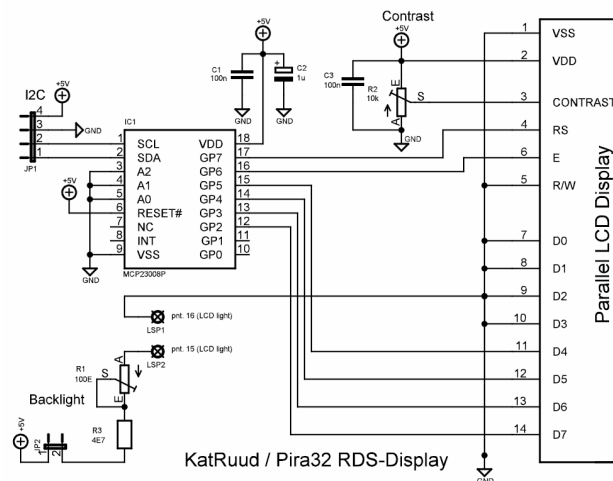 Contrast
+5V
+5V
C1
100n
+
C2
1u
C3
100n
R2
10k
E
S
A
GND
GND
GND
I2C
+5V
4
3
2
1
GND
JP1
+5V
IC1
1 SCL VDD 18
2 SDA GP7 17
3 A2 GP6 16
4 A1 GP5 15
5 A0 GP4 14
6 RESET# GP3 13
7 NC GP2 12
8 INT GP1 11
9 VSS GP0 10
MCP23008P
GND
1 VSS
2 VDD
3 CONTRAST
4 RS
6 E
5 R/W
7 D0
8 D1
9 D2
10 D3
11 D4
12 D5
13 D6
14 D7
Parallel LCD Display
GND
pnt. 16 (LCD light)
LSP1
pnt. 15 (LCD light)
LSP2
R1
100E
A
S
E
Backlight
+5V
JP2
1
2
R3
4E7
KatRuud / Pira32 RDS-Display